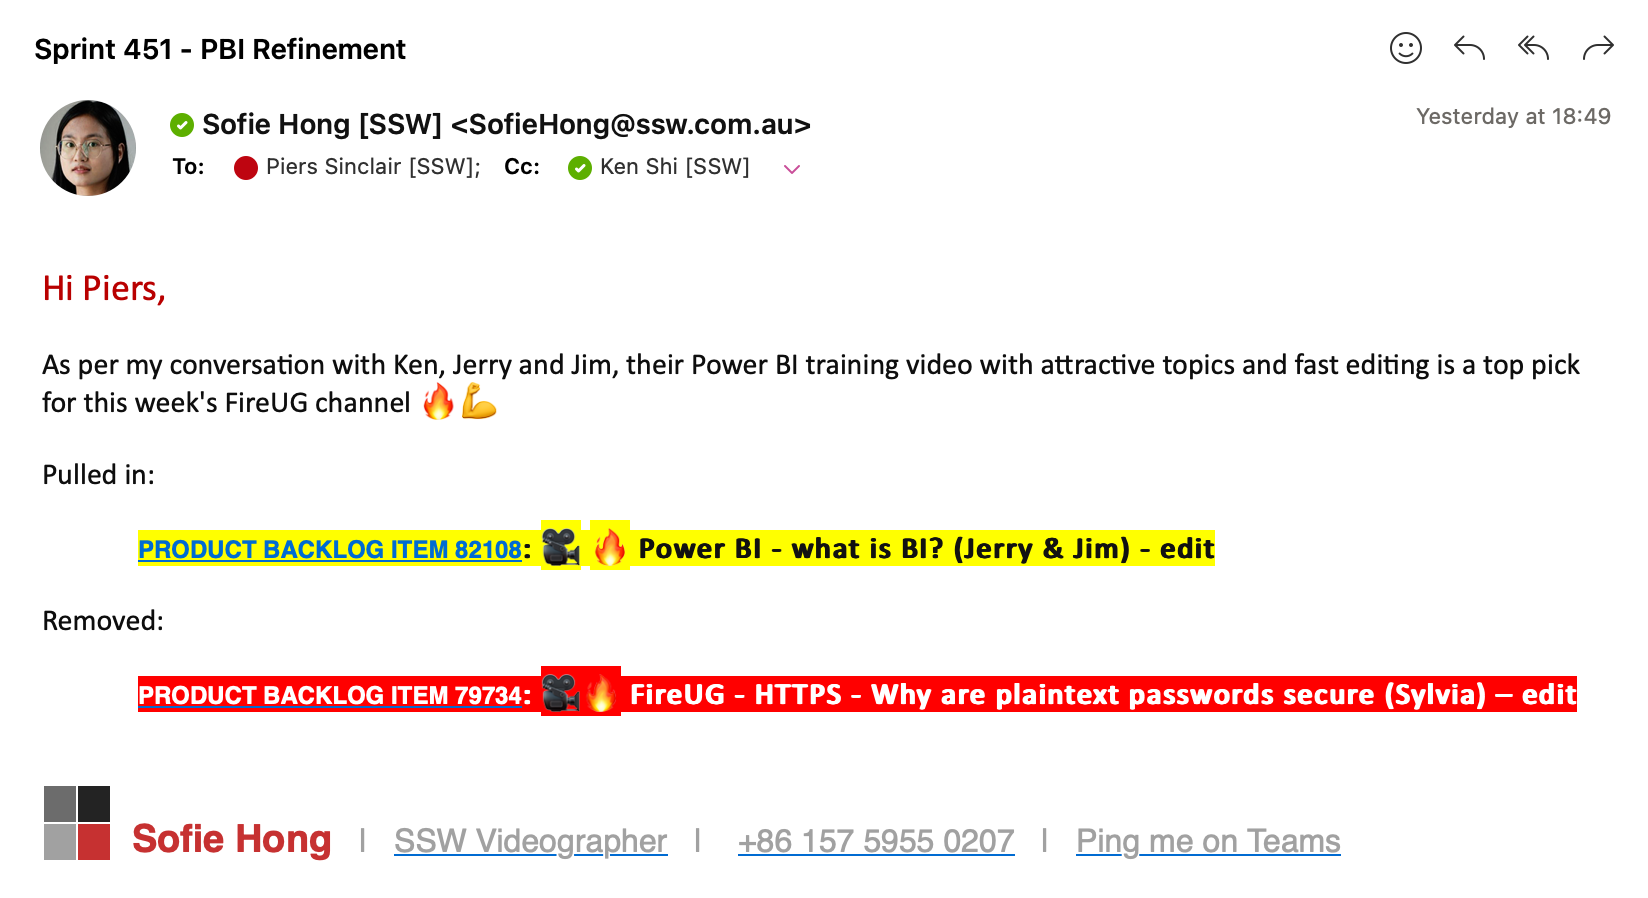 Sprint 451 - PBI Refinement
Sofie Hong [SSW] <SofieHong@ssw.com.au>
Yesterday at 18:49
To: Piers Sinclair [SSW]; Cc: Ken Shi [SSW]
Hi Piers,
As per my conversation with Ken, Jerry and Jim, their Power BI training video with attractive topics and fast editing is a top pick
for this week's FireUG channel 🔥💪
Pulled in:
PRODUCT BACKLOG ITEM 82108: 🎥 🔥 Power BI - what is BI? (Jerry & Jim) - edit
Removed:
PRODUCT BACKLOG ITEM 79734: 🎥🔥 FireUG - HTTPS - Why are plaintext passwords secure (Sylvia) – edit
Sofie Hong | SSW Videographer | +86 157 5955 0207 | Ping me on Teams